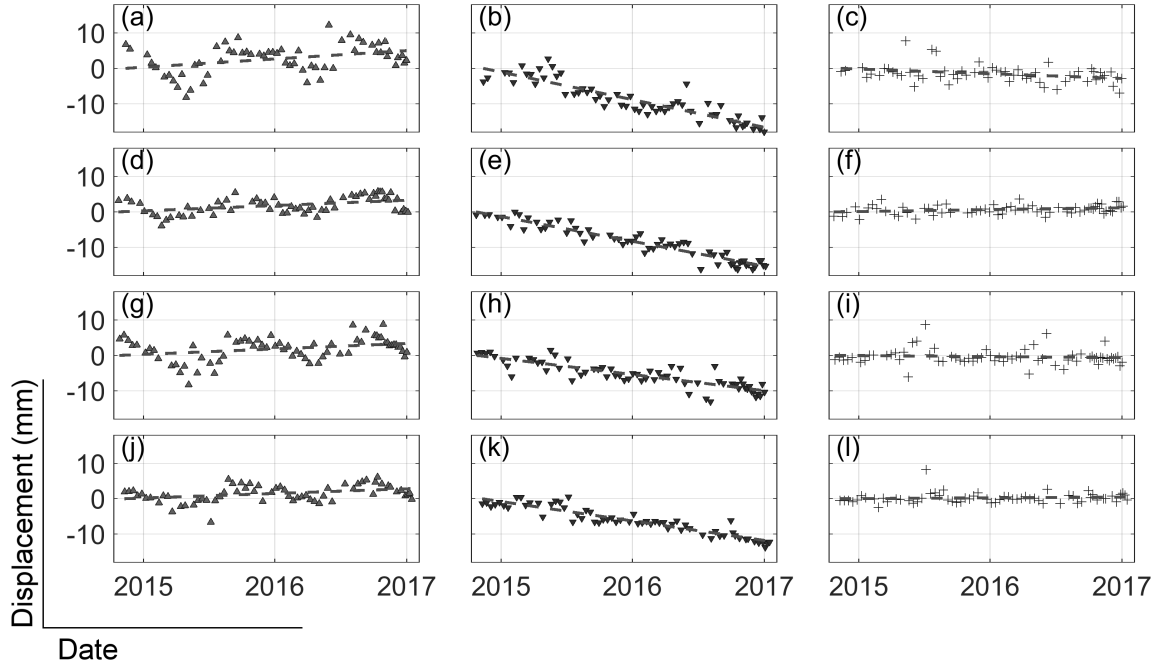 (a) (b) (c)
10
0
-10
(d) (e) (f)
10
0
-10
(g) (h) (i)
10
0
-10
(j) (k) (l)
10
0
-10
2015 2016 2017 2015 2016 2017 2015 2016 2017
Displacement (mm)
Date